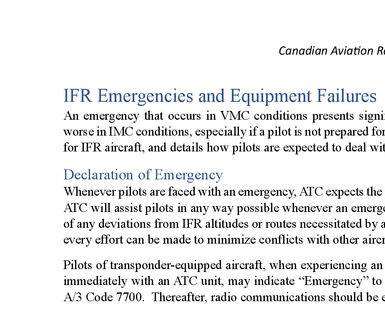 Canadian Aviation
IFR Emergencies and Equipment Failures
An emergency that occurs in VMC conditions presents
worse in IMC conditions, especially if a pilot is not prepared for
for IFR aircraft, and details how pilots are expected to deal
Declaration of Emergency
Whenever pilots are faced with an emergency, ATC expects the
ATC will assist pilots in any way possible whenever an
of any deviations from IFR altitudes or routes necessitated by
every effort can be made to minimize conflicts with other
Pilots of transponder-equipped aircraft, when experiencing an
immediately with an ATC unit, may indicate “Emergency” to
A/3 Code 7700. Thereafter, radio communications should be